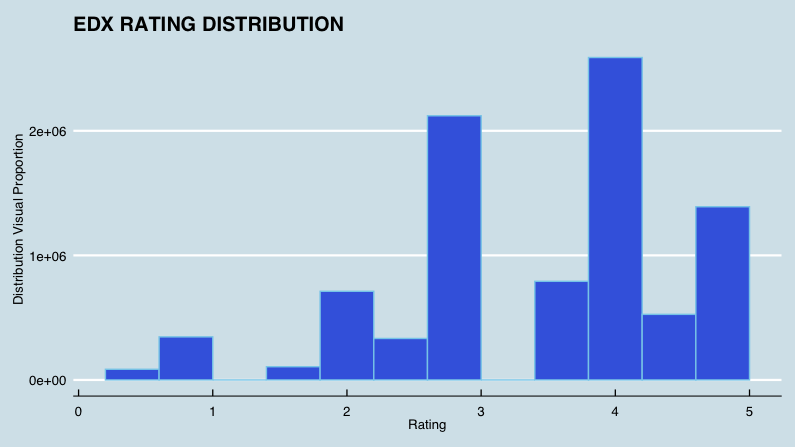 EDX RATING DISTRIBUTION
Distribution Visual Proportion
2e+06
1e+06
0e+00
0 1 2 3 4 5
Rating